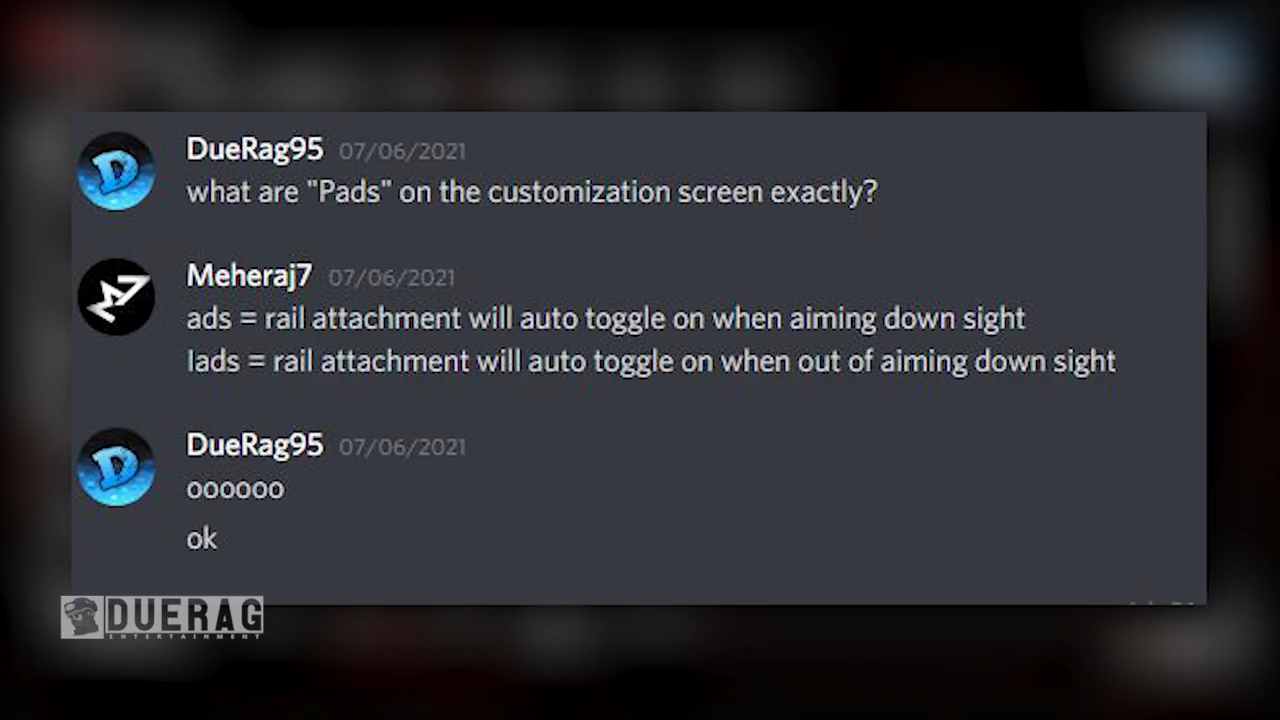 DueRag95 07/06/2021
what are "Pads" on the customization screen exactly?
Meheraj7 07/06/2021
ads = rail attachment will auto toggle on when aiming down sight
Iads = rail attachment will auto toggle on when out of aiming down sight
DueRag95 07/06/2021
oooooo
ok
DUERAG
ENTERTAINMENT